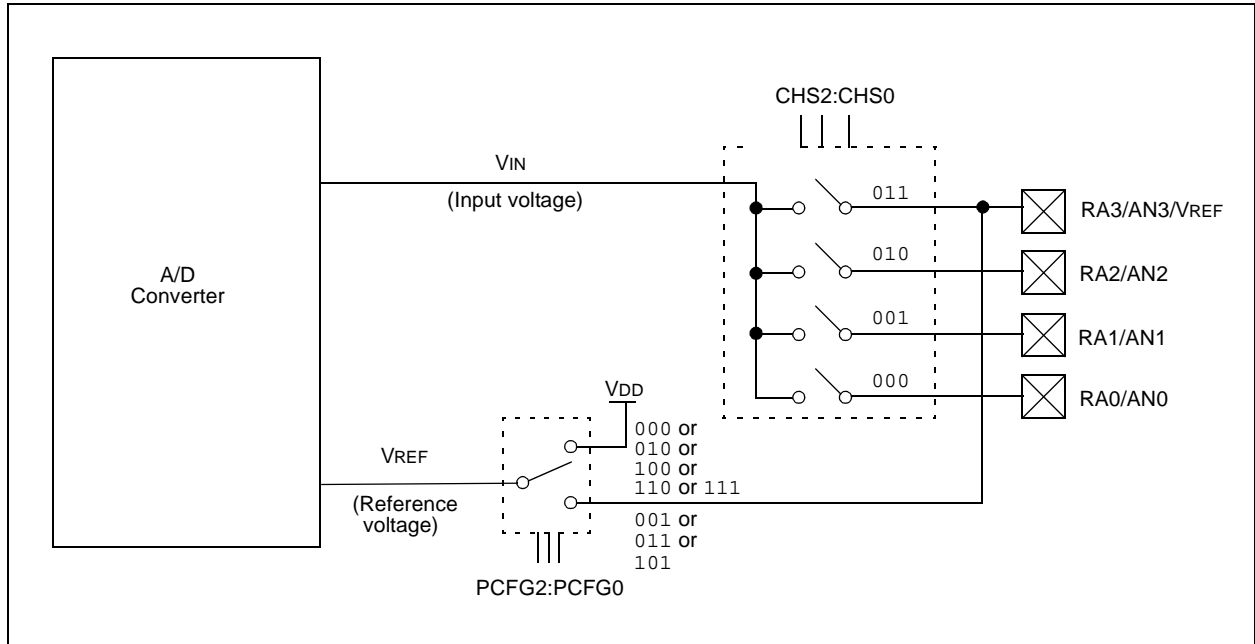 CHS2:CHS0
VIN
(Input voltage)
011
RA3/AN3/VREF
A/D
Converter
010
RA2/AN2
001
RA1/AN1
000
RA0/AN0
VDD
000 or
010 or
100 or
110 or 111
VREF
(Reference
voltage)
001 or
011 or
101
PCFG2:PCFG0